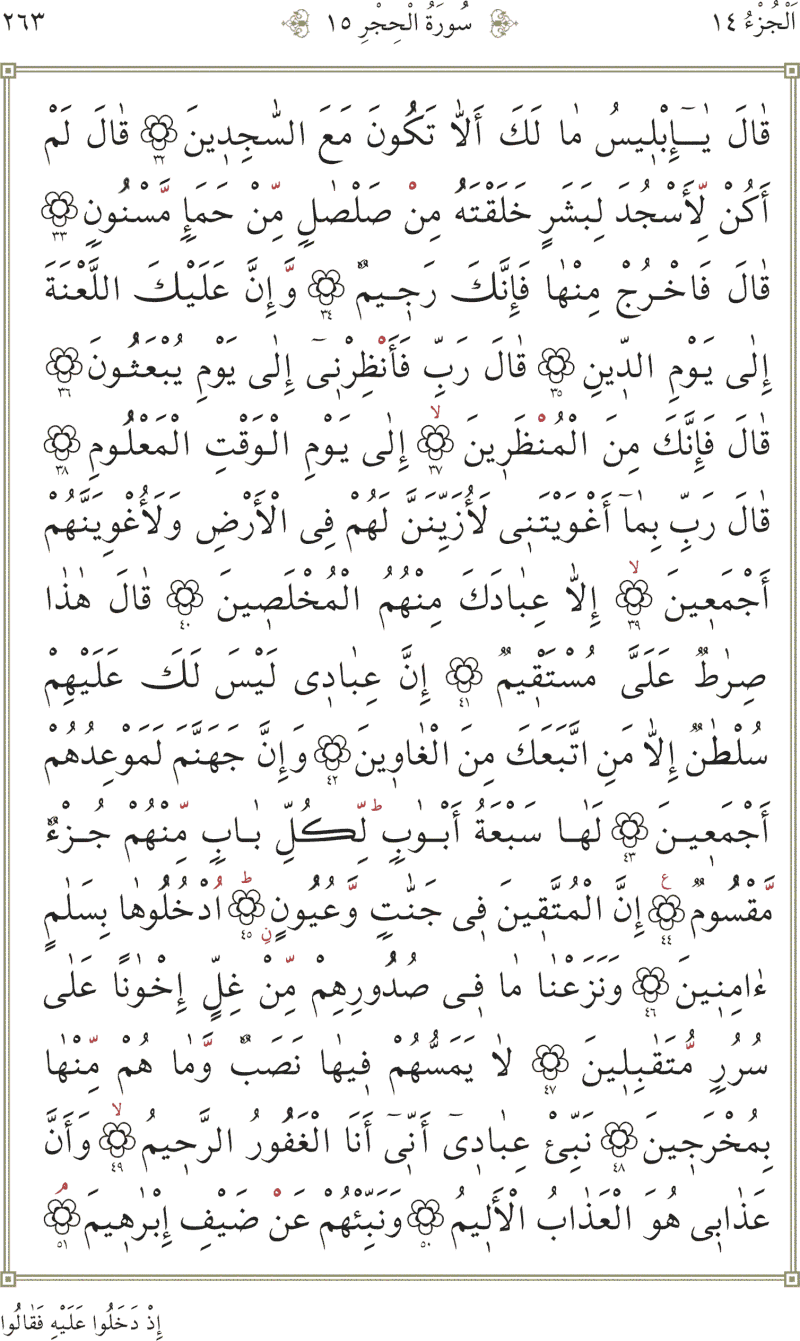 اَلْجُزْءُ ١٤ سُورَةُ الْحِجْرِ ١٥ ٢٦٣
قٰالَ يٰٓـإِبْلٖيسُ مٰا لَكَ أَلّٰا تَكُونَ مَعَ السّٰجِدٖينَ ٣٢ قٰالَ لَمْ
أَكُنْ لِّأَسْجُدَ لِبَشَرٍ خَلَقْتَهُ مِنْ صَلْصٰلٍ مِّنْ حَمَإٍ مَّسْنُونٍ ٣٣
قٰالَ فَاخْرُجْ مِنْهٰا فَإِنَّكَ رَجٖيمٌ ٣٤ وَّإِنَّ عَلَيْكَ اللَّعْنَةَ
إِلٰى يَوْمِ الدّٖينِ ٣٥ قٰالَ رَبِّ فَأَنْظِرْنٖٓى إِلٰى يَوْمِ يُبْعَثُونَ ٣٦
قٰالَ فَإِنَّكَ مِنَ الْمُنْظَرٖينَ ۙ ٣٧ إِلٰى يَوْمِ الْوَقْتِ الْمَعْلُومِ ٣٨
قٰالَ رَبِّ بِمٰٓا أَغْوَيْتَنٖى لَأُزَيِّنَنَّ لَهُمْ فِى الْأَرْضِ وَلَأُغْوِيَنَّهُمْ
أَجْمَعٖينَ ۙ ٣٩ إِلّٰا عِبٰادَكَ مِنْهُمُ الْمُخْلَصٖينَ ٤٠ قٰالَ هٰذٰا
صِرٰطٌ عَلَىَّ مُسْتَقٖيمٌ ٤١ إِنَّ عِبٰادٖى لَيْسَ لَكَ عَلَيْهِمْ
سُلْطٰنٌ إِلّٰا مَنِ اتَّبَعَكَ مِنَ الْغٰاوٖينَ ٤٢ وَإِنَّ جَهَنَّمَ لَمَوْعِدُهُمْ
أَجْمَعٖينَ ٤٣ لَهٰا سَبْعَةُ أَبْوٰبٍ ؕ لِّكُلِّ بٰابٍ مِّنْهُمْ جُزْءٌ
مَّقْسُومٌ ٤٤ ع إِنَّ الْمُتَّقٖينَ فٖى جَنّٰتٍ وَّعُيُونٍ ؕ ٤٥ نِ اُدْخُلُوهٰا بِسَلٰمٍ
ءٰامِنٖينَ ٤٦ وَنَزَعْنٰا مٰا فٖى صُدُورِهِمْ مِّنْ غِلٍّ إِخْوٰنًا عَلٰى
سُرُرٍ مُّتَقٰبِلٖينَ ٤٧ لٰا يَمَسُّهُمْ فٖيهٰا نَصَبٌ وَّمٰا هُمْ مِّنْهٰا
بِمُخْرَجٖينَ ٤٨ نَبِّئْ عِبٰادٖٓى أَنّٖٓى أَنَا الْغَفُورُ الرَّحٖيمُ ۙ ٤٩ وَأَنَّ
عَذٰابٖى هُوَ الْعَذٰابُ الْأَلٖيمُ ٥٠ وَنَبِّئْهُمْ عَنْ ضَيْفِ إِبْرٰهٖيمَ ۘ ٥١
إِذْ دَخَلُوا عَلَيْهِ فَقٰالُوا